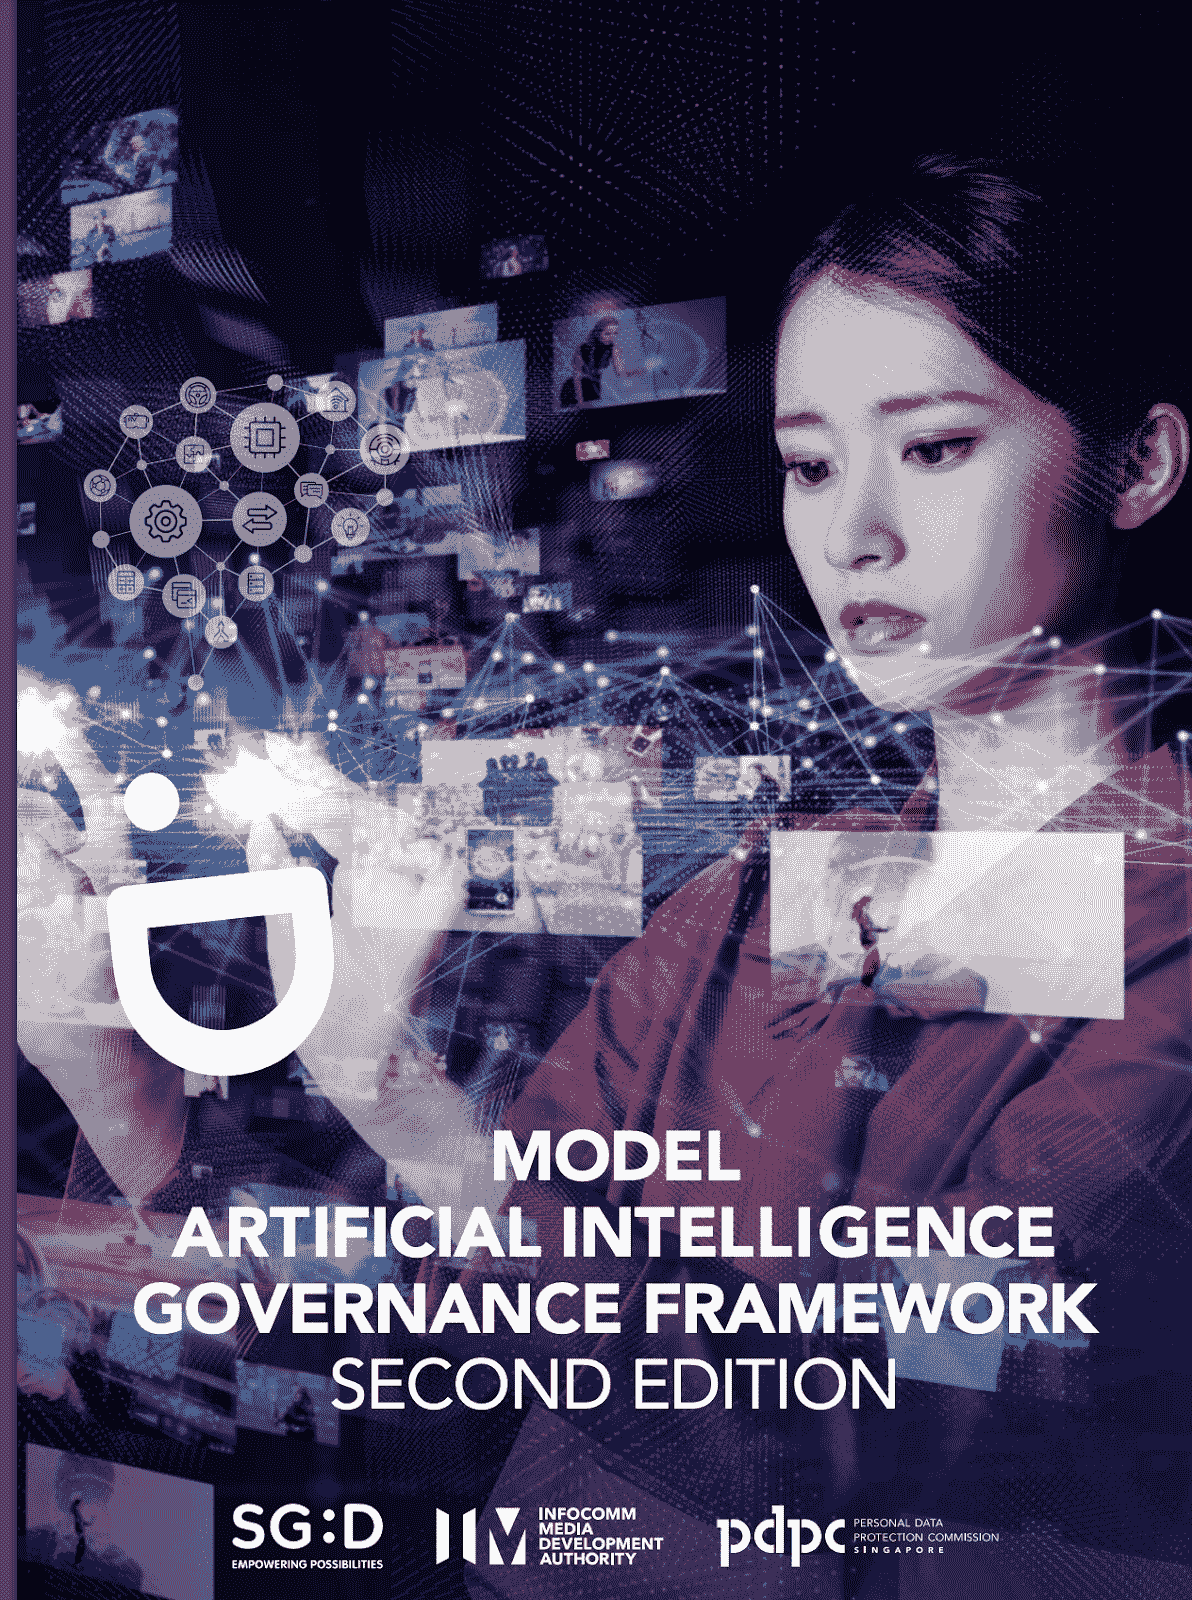 MODEL
ARTIFICIAL INTELLIGENCE
GOVERNANCE FRAMEWORK
SECOND EDITION
SG:D
EMPOWERING POSSIBILITIES
INFOCOMM
MEDIA
DEVELOPMENT
AUTHORITY
pdpc
PERSONAL DATA
PROTECTION COMMISSION
SINGAPORE